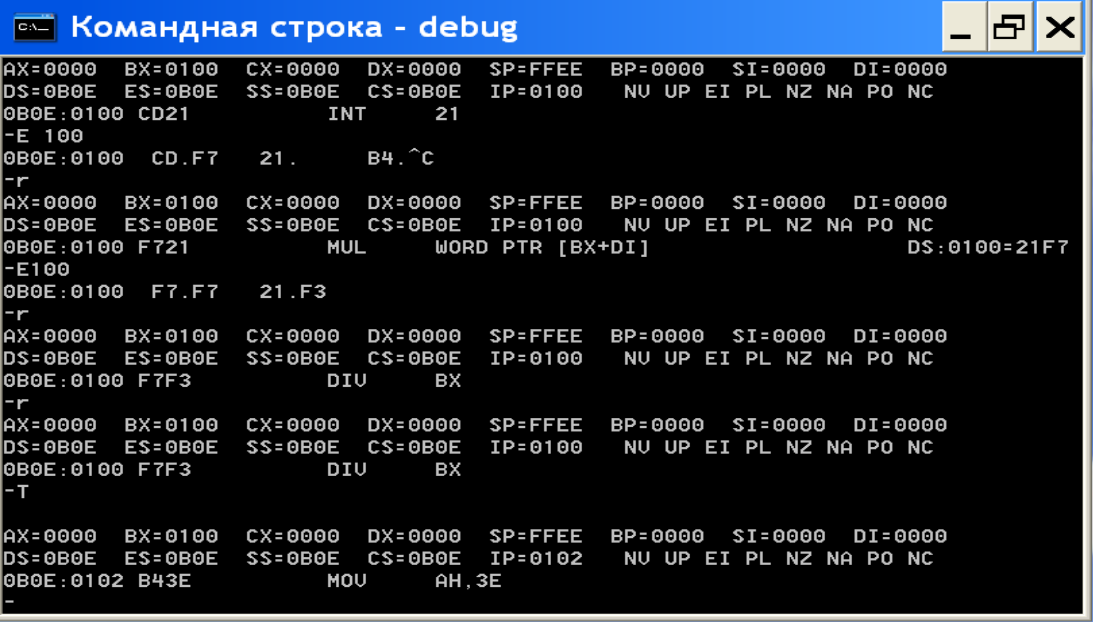 Командная строка - debug
AX=0000 BX=0100 CX=0000 DX=0000 SP=FFEE BP=0000 SI=0000 DI=0000
DS=0B0E ES=0B0E SS=0B0E CS=0B0E IP=0100 NV UP EI PL NZ NA PO NC
0B0E:0100 CD21 INT 21
-E 100
0B0E:0100 CD.F7 21. B4.^C
-r
AX=0000 BX=0100 CX=0000 DX=0000 SP=FFEE BP=0000 SI=0000 DI=0000
DS=0B0E ES=0B0E SS=0B0E CS=0B0E IP=0100 NV UP EI PL NZ NA PO NC
0B0E:0100 F721 MUL WORD PTR [BX+DI] DS:0100=21F7
-E100
0B0E:0100 F7.F7 21.F3
-r
AX=0000 BX=0100 CX=0000 DX=0000 SP=FFEE BP=0000 SI=0000 DI=0000
DS=0B0E ES=0B0E SS=0B0E CS=0B0E IP=0100 NV UP EI PL NZ NA PO NC
0B0E:0100 F7F3 DIV BX
-r
AX=0000 BX=0100 CX=0000 DX=0000 SP=FFEE BP=0000 SI=0000 DI=0000
DS=0B0E ES=0B0E SS=0B0E CS=0B0E IP=0100 NV UP EI PL NZ NA PO NC
0B0E:0100 F7F3 DIV BX
-T
AX=0000 BX=0100 CX=0000 DX=0000 SP=FFEE BP=0000 SI=0000 DI=0000
DS=0B0E ES=0B0E SS=0B0E CS=0B0E IP=0102 NV UP EI PL NZ NA PO NC
0B0E:0102 B43E MOV AH,3E
-